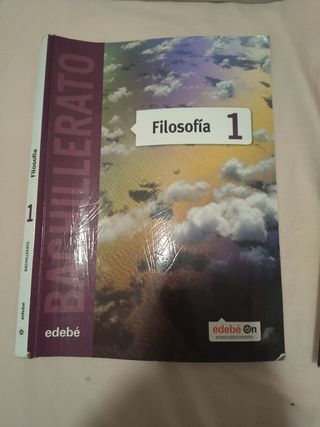 BACHILLERATO
Filosofía 1
edebé
edebé On
Filosofía
1
BACHILLERATO
edebé